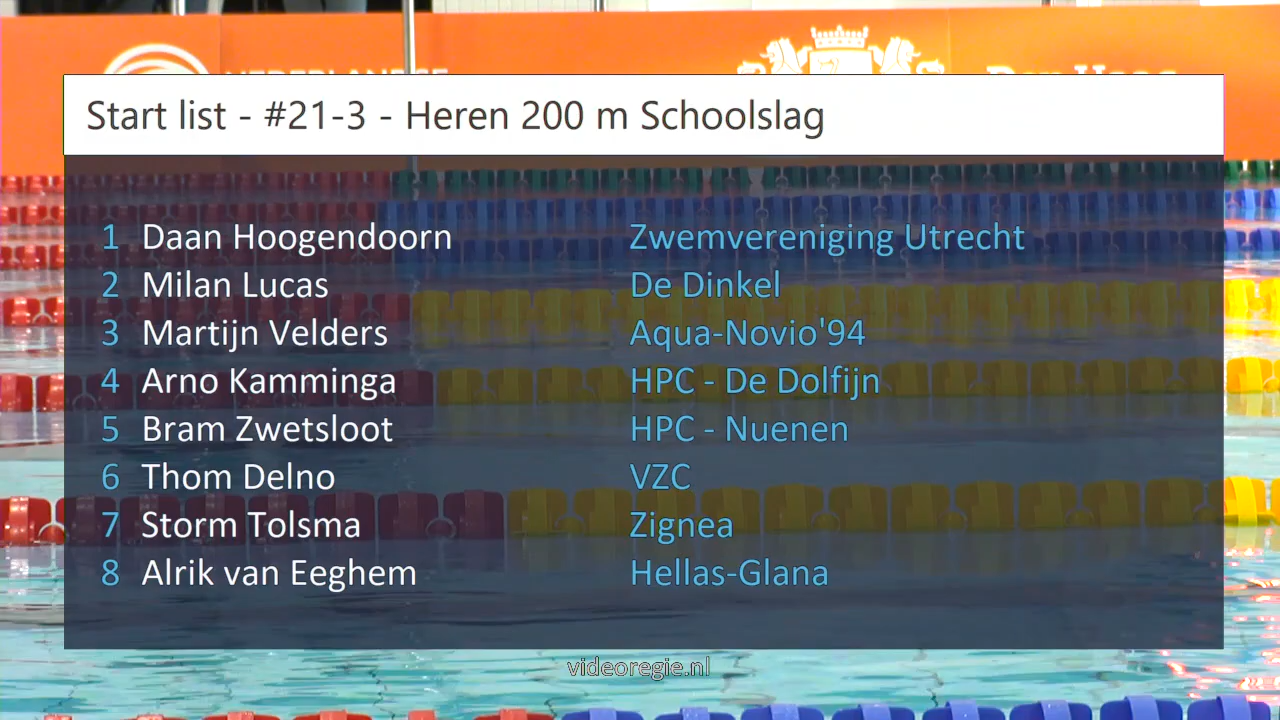 Start list - #21-3 - Heren 200 m Schoolslag
1 Daan Hoogendoorn Zwemvereniging Utrecht
2 Milan Lucas De Dinkel
3 Martijn Velders Aqua-Novio'94
4 Arno Kamminga HPC - De Dolfijn
5 Bram Zwetsloot HPC - Nuenen
6 Thom Delno VZC
7 Storm Tolsma Zignea
8 Alrik van Eeghem Hellas-Glana
videoregie.nl